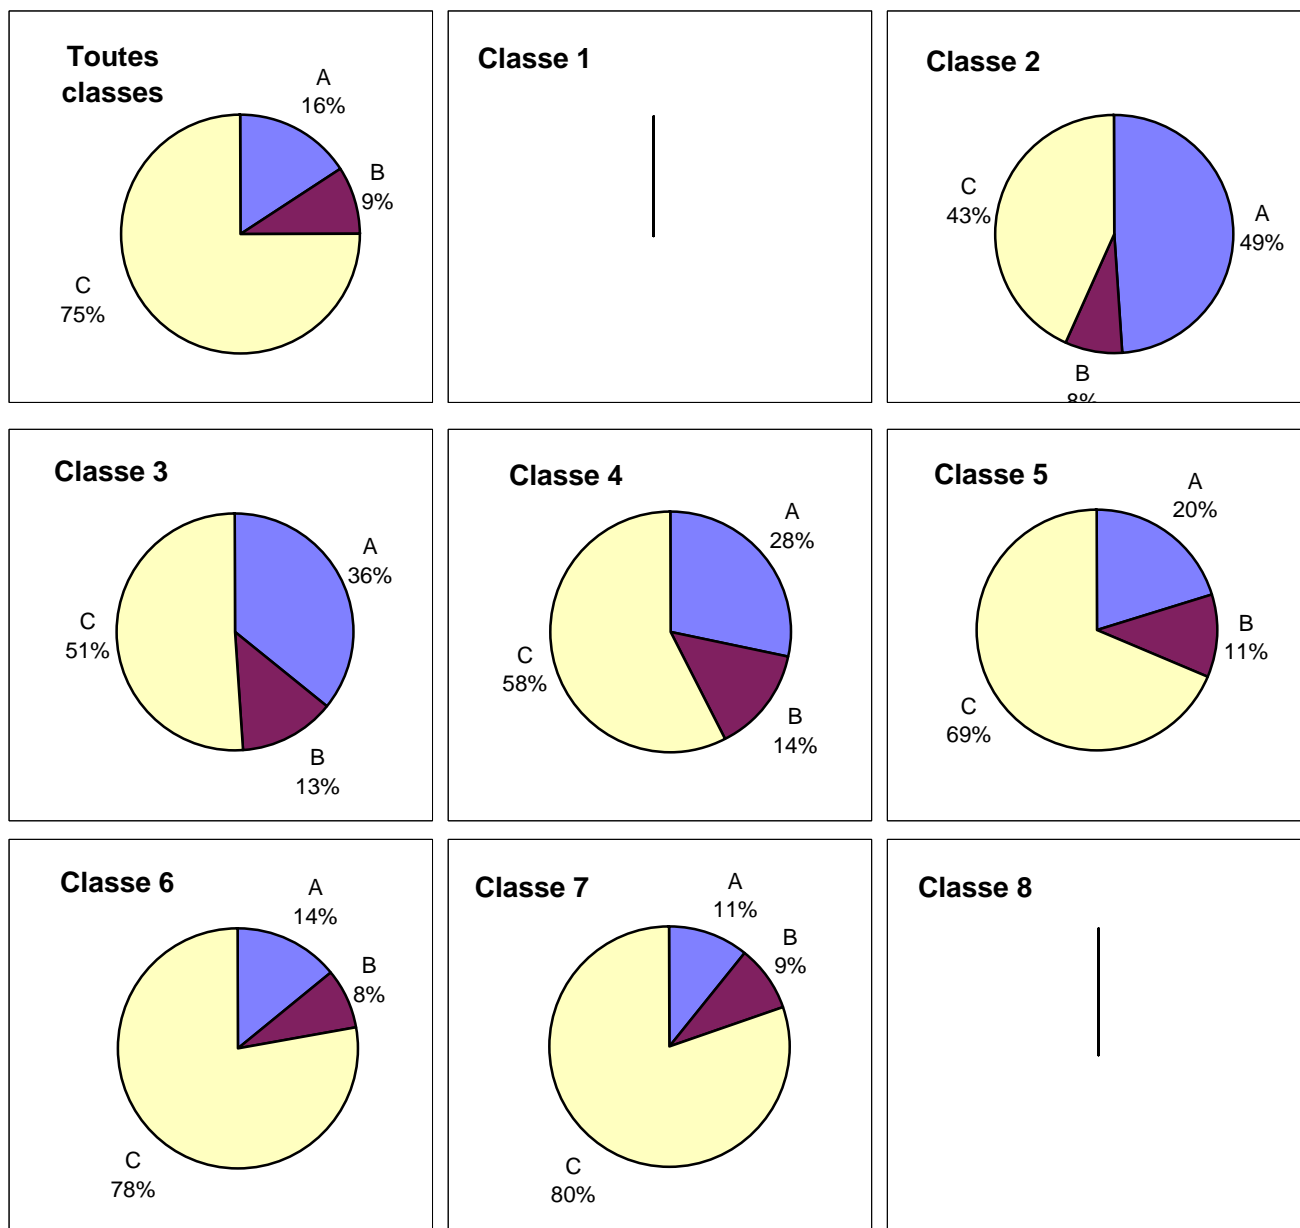 Toutes
classes
A
16%
B
9%
C
75%
Classe 1
Classe 2
C
43%
A
49%
B
8%
Classe 3
A
36%
C
51%
B
13%
Classe 4
A
28%
C
58%
B
14%
Classe 5
A
20%
B
11%
C
69%
Classe 6
A
14%
B
8%
C
78%
Classe 7
A
11%
B
9%
C
80%
Classe 8